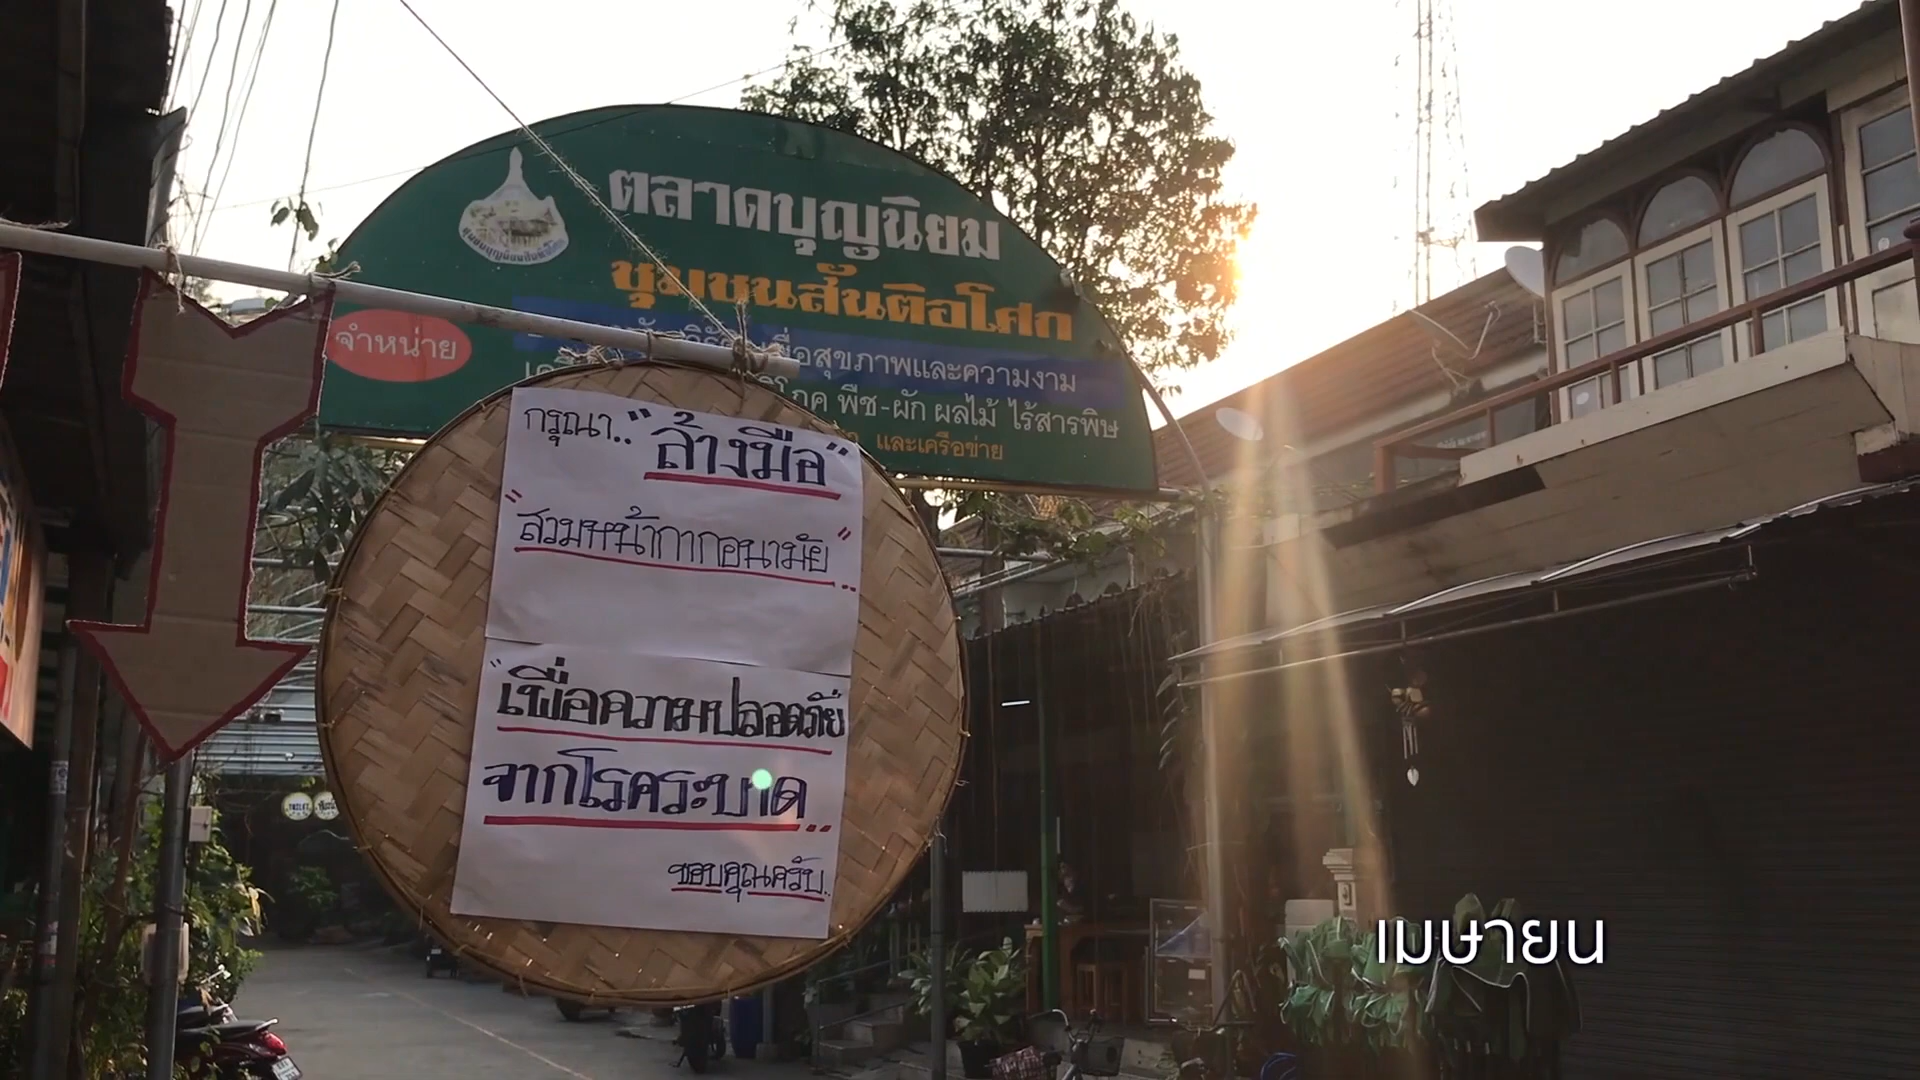 ตลาดบุญนิยม
ชุมชนสันติอโศก
จำหน่าย
เพื่อสุขภาพและความงาม
พืช-ผัก ผลไม้ ไร้สารพิษ
และเครือข่าย
กรุณา.. "ล้างมือ"
"สวมหน้ากากอนามัย"...
"เพื่อความปลอดภัย
จากโรคระบาด"..
ขอบคุณครับ..
TOILET
เมษายน